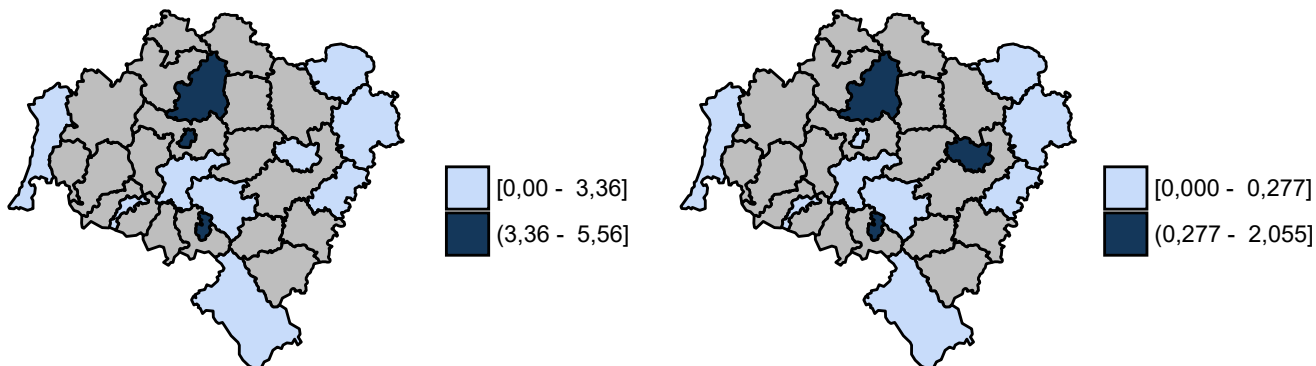 [0,00 - 3,36]
(3,36 - 5,56]
[0,000 - 0,277]
(0,277 - 2,055]